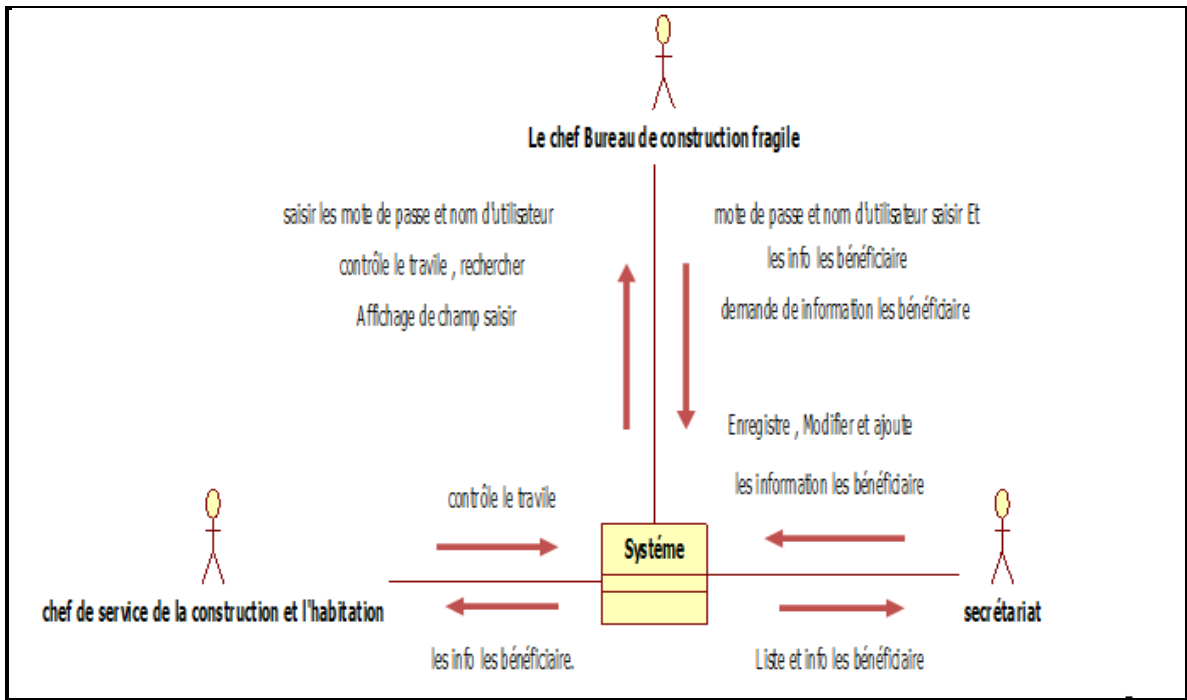 Le chef Bureau de construction fragile
saisir les mote de passe et nom d'utilisateur
contrôle le travile , rechercher
Affichage de champ saisir
mote de passe et nom d'utilisateur saisir Et
les info les bénéficiaire
demande de information les bénéficiaire
Enregistre , Modifier et ajoute
les information les bénéficiaire
contrôle le travile
Systéme
chef de service de la construction et l'habitation
secrétariat
les info les bénéficiaire.
Liste et info les bénéficiaire